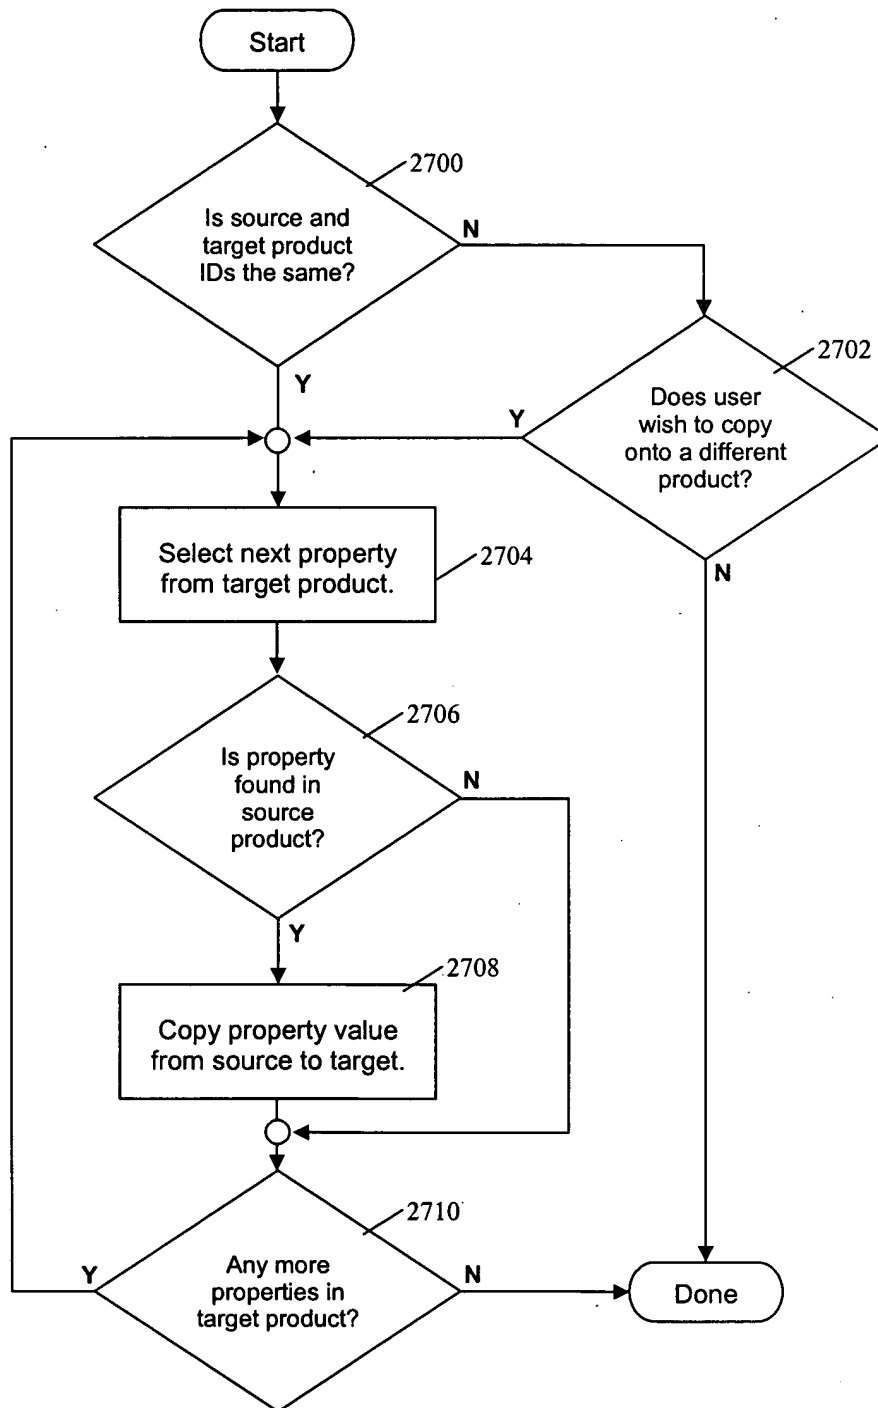 Start
2700
Is source and
target product
IDs the same?
N
Y
2702
Does user
wish to copy
onto a different
product?
Y
N
Select next property
from target product.
2704
2706
Is property
found in
source
product?
N
Y
2708
Copy property value
from source to target.
2710
Any more
properties in
target product?
Y
N
Done